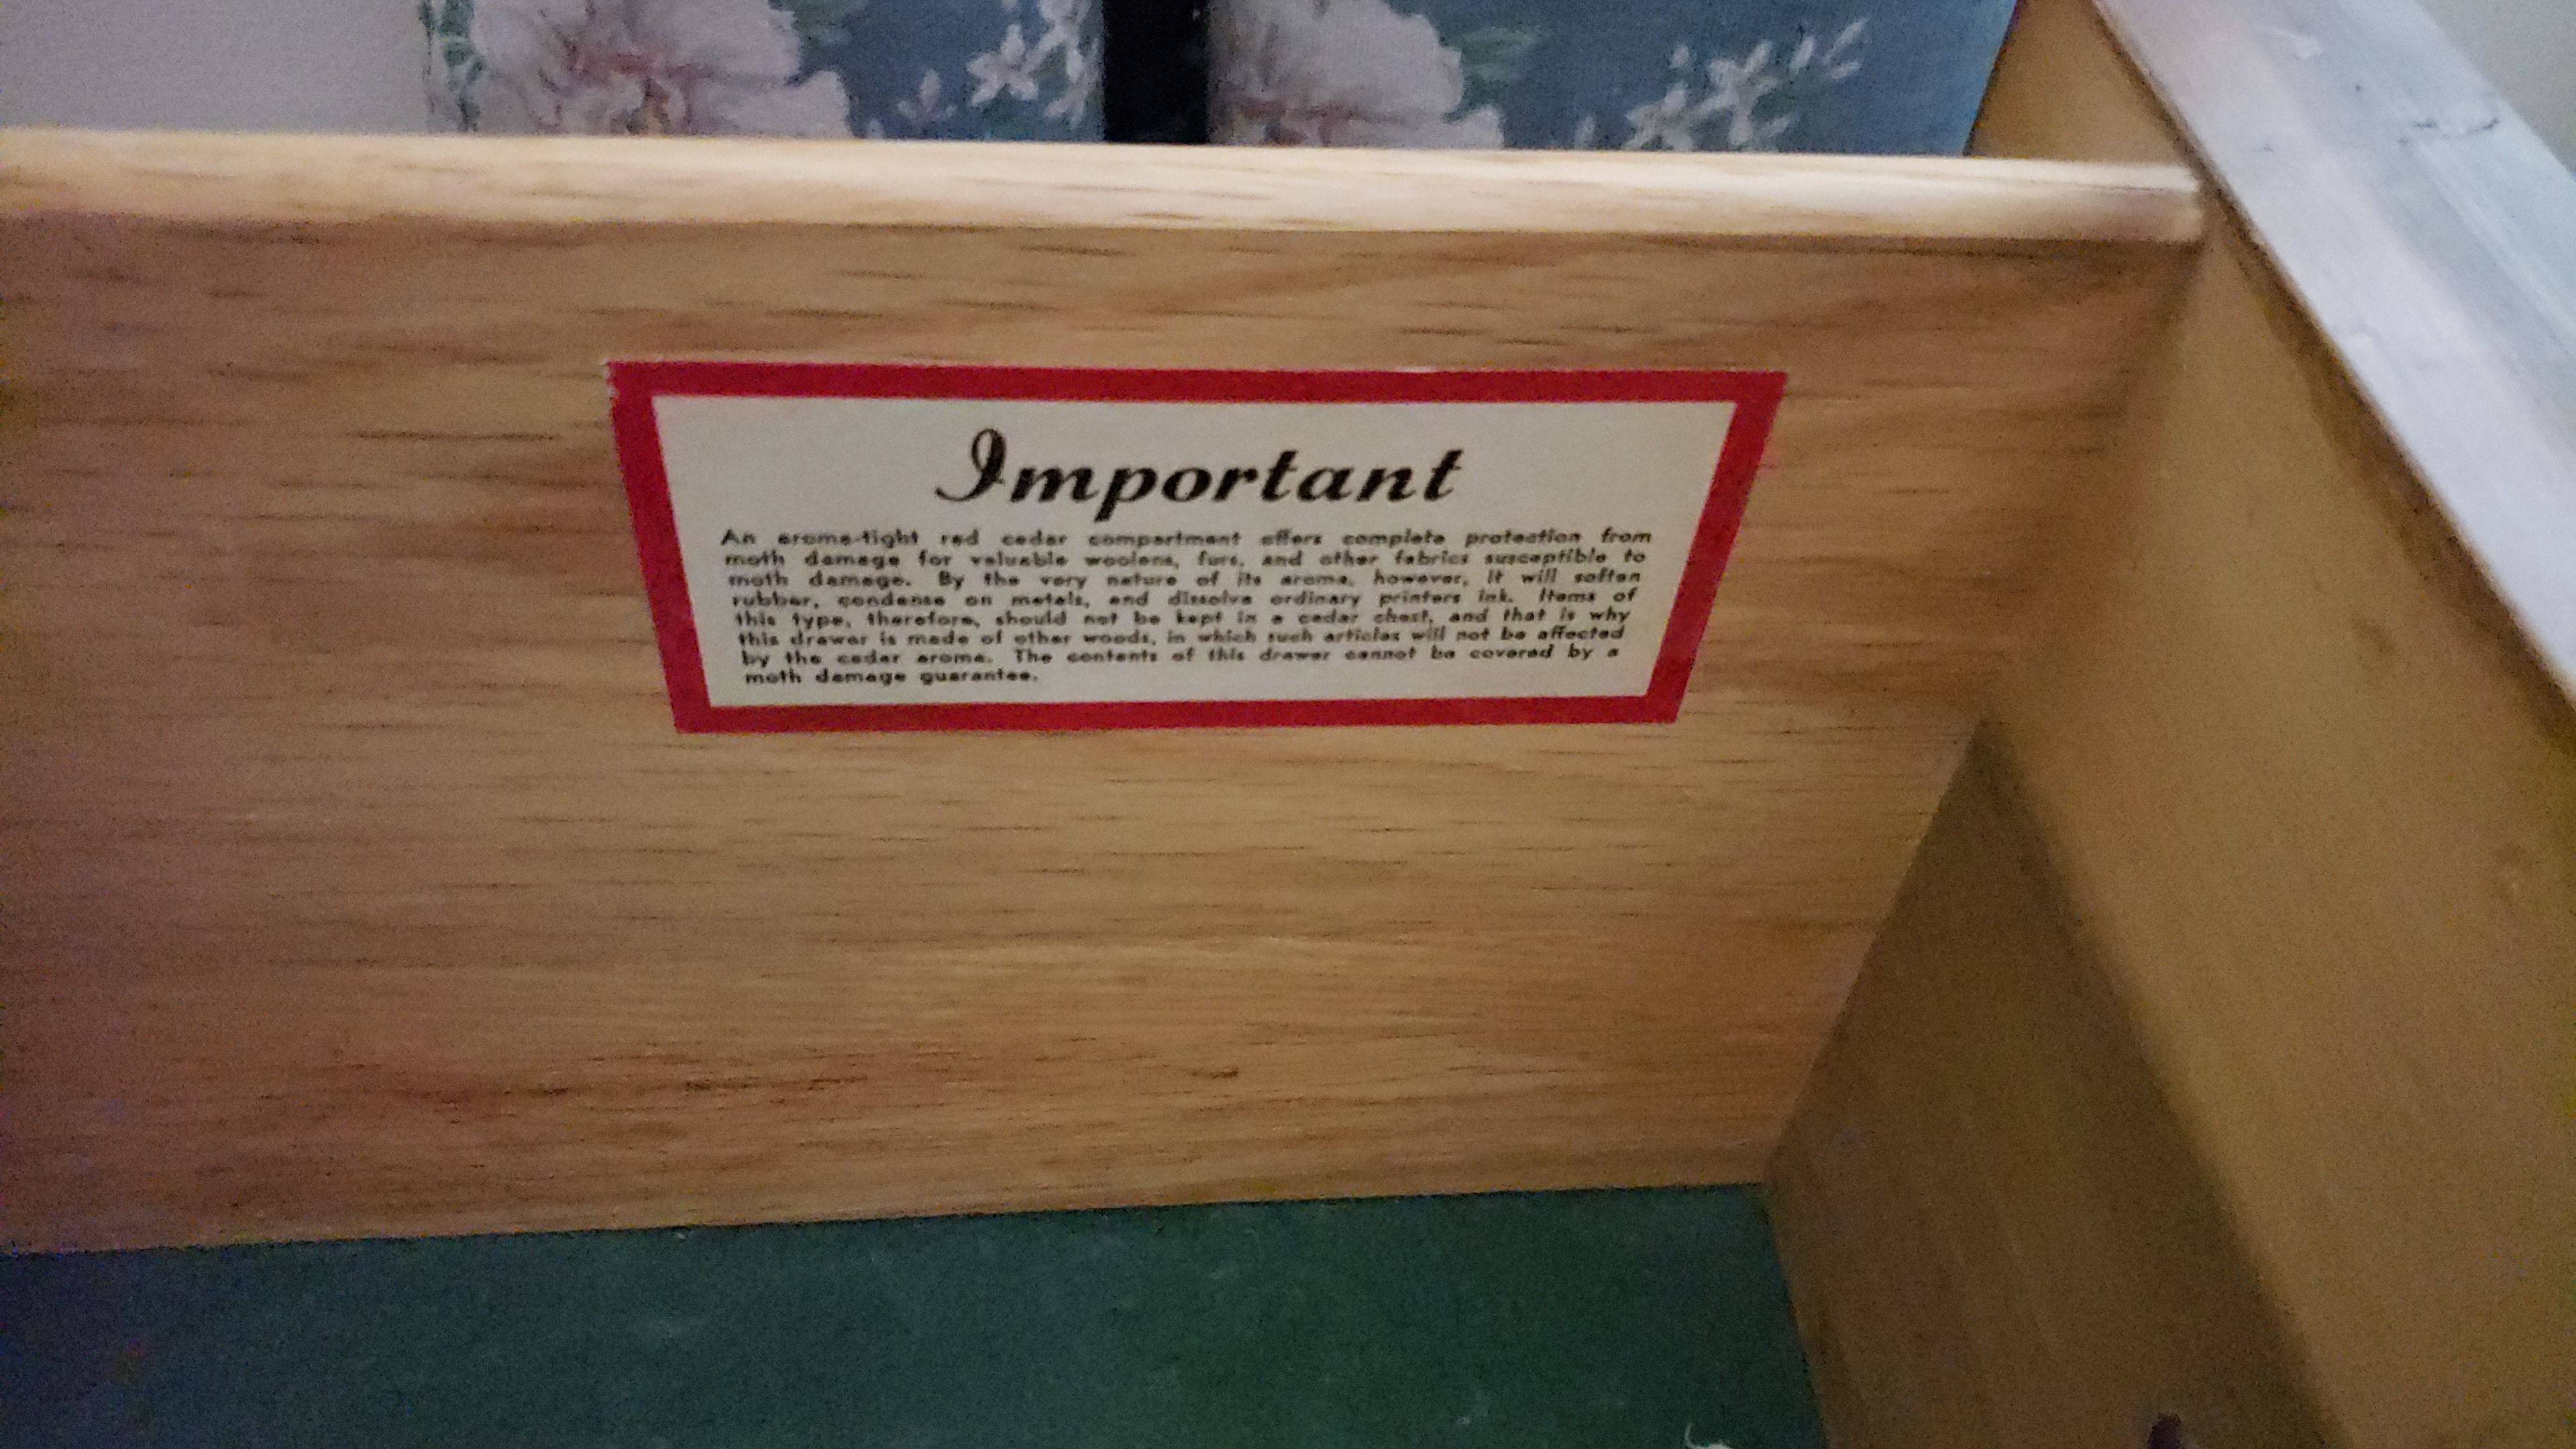 Important
An aroma-tight red cedar compartment offers complete protection from
moth damage for valuable woolens, furs, and other fabrics susceptible to
moth damage. By the very nature of its aroma, however, it will soften
rubber, condense on metals, and dissolve ordinary printers ink. Items of
this type, therefore, should not be kept in a cedar chest, and that is why
this drawer is made of other woods, in which such articles will not be affected
by the cedar aroma. The contents of this drawer cannot be covered by a
moth damage guarantee.